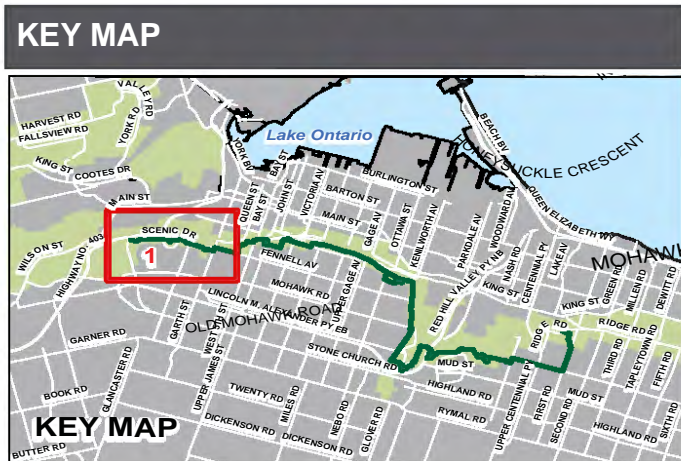 KEY MAP
VALLEY RD
HARVEST RD
FALLSVIEW RD
YORK RD
KING ST
COOTES DR
MAIN ST
WILSON ST
HIGHWAY NO. 403
SCENIC DR
1
YORK BV
Lake Ontario
QUEEN ST
BAY ST
BAY ST
JOHN ST
VICTORIA AV
BURLINGTON ST
BARTON ST
MAIN ST
GAGE AV
OTTAWA ST
KENILWORTH AV
PARKDALE AV
WOODWARD AV
BEACH BV
QUEEN ELIZABETH WY
MOHAWK
RED HILL VALLEY PY NB
NASH RD
CENTENNIAL PY
LAKE AV
KING ST
KING ST
GREEN RD
MILLEN RD
DEWITT RD
RIDGE RD
RIDGE RD
FENNELL AV
MOHAWK RD
UPPER GAGE AV
LINCOLN M. ALEXANDER PY EB
OLD MOHAWK ROAD
GARTH ST
WEST 5TH ST
UPPER JAMES ST
STONE CHURCH RD
MUD ST
MUD ST
GARNER RD
BOOK RD
GLANCASTER RD
BUTTER RD
TWENTY RD
DICKENSON RD
DICKENSON RD
MILES RD
NEBO RD
GLOVER RD
HIGHLAND RD
HIGHLAND RD
RYMAL RD
UPPER CENTENNIAL PY
FIRST RD
SECOND RD
THIRD RD
TAPLEYTOWN RD
FIFTH RD
SIXTH RD
KEY MAP